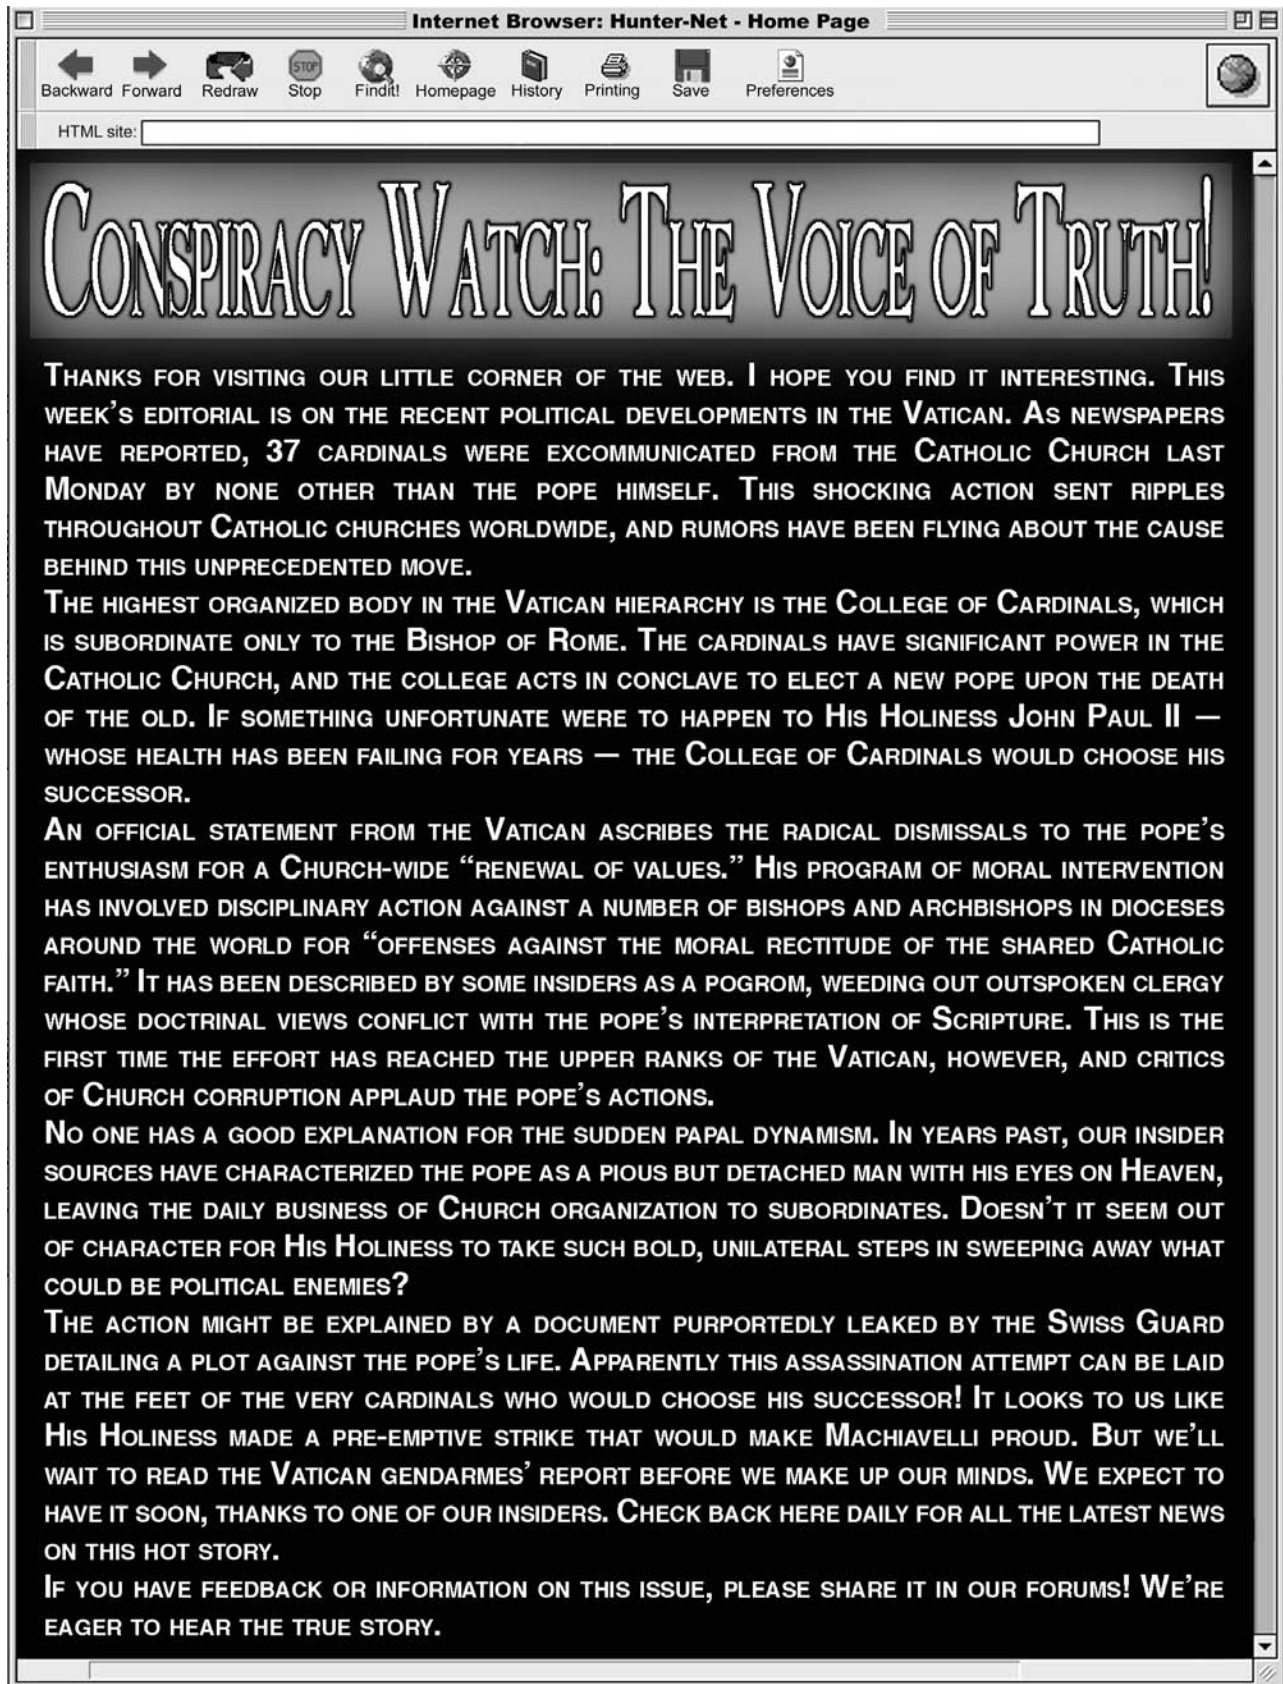 Internet Browser: Hunter-Net - Home Page
Backward Forward Redraw Stop Findit! Homepage History Printing Save Preferences
HTML site:
CONSPIRACY WATCH: THE VOICE OF TRUTH!
THANKS FOR VISITING OUR LITTLE CORNER OF THE WEB. I HOPE YOU FIND IT INTERESTING. THIS
WEEK'S EDITORIAL IS ON THE RECENT POLITICAL DEVELOPMENTS IN THE VATICAN. AS NEWSPAPERS
HAVE REPORTED, 37 CARDINALS WERE EXCOMMUNICATED FROM THE CATHOLIC CHURCH LAST
MONDAY BY NONE OTHER THAN THE POPE HIMSELF. THIS SHOCKING ACTION SENT RIPPLES
THROUGHOUT CATHOLIC CHURCHES WORLDWIDE, AND RUMORS HAVE BEEN FLYING ABOUT THE CAUSE
BEHIND THIS UNPRECEDENTED MOVE.
THE HIGHEST ORGANIZED BODY IN THE VATICAN HIERARCHY IS THE COLLEGE OF CARDINALS, WHICH
IS SUBORDINATE ONLY TO THE BISHOP OF ROME. THE CARDINALS HAVE SIGNIFICANT POWER IN THE
CATHOLIC CHURCH, AND THE COLLEGE ACTS IN CONCLAVE TO ELECT A NEW POPE UPON THE DEATH
OF THE OLD. IF SOMETHING UNFORTUNATE WERE TO HAPPEN TO HIS HOLINESS JOHN PAUL II —
WHOSE HEALTH HAS BEEN FAILING FOR YEARS — THE COLLEGE OF CARDINALS WOULD CHOOSE HIS
SUCCESSOR.
AN OFFICIAL STATEMENT FROM THE VATICAN ASCRIBES THE RADICAL DISMISSALS TO THE POPE'S
ENTHUSIASM FOR A CHURCH-WIDE “RENEWAL OF VALUES.” HIS PROGRAM OF MORAL INTERVENTION
HAS INVOLVED DISCIPLINARY ACTION AGAINST A NUMBER OF BISHOPS AND ARCHBISHOPS IN DIOCESES
AROUND THE WORLD FOR “OFFENSES AGAINST THE MORAL RECTITUDE OF THE SHARED CATHOLIC
FAITH.” IT HAS BEEN DESCRIBED BY SOME INSIDERS AS A POGROM, WEEDING OUT OUTSPOKEN CLERGY
WHOSE DOCTRINAL VIEWS CONFLICT WITH THE POPE'S INTERPRETATION OF SCRIPTURE. THIS IS THE
FIRST TIME THE EFFORT HAS REACHED THE UPPER RANKS OF THE VATICAN, HOWEVER, AND CRITICS
OF CHURCH CORRUPTION APPLAUD THE POPE'S ACTIONS.
NO ONE HAS A GOOD EXPLANATION FOR THE SUDDEN PAPAL DYNAMISM. IN YEARS PAST, OUR INSIDER
SOURCES HAVE CHARACTERIZED THE POPE AS A PIOUS BUT DETACHED MAN WITH HIS EYES ON HEAVEN,
LEAVING THE DAILY BUSINESS OF CHURCH ORGANIZATION TO SUBORDINATES. DOESN'T IT SEEM OUT
OF CHARACTER FOR HIS HOLINESS TO TAKE SUCH BOLD, UNILATERAL STEPS IN SWEEPING AWAY WHAT
COULD BE POLITICAL ENEMIES?
THE ACTION MIGHT BE EXPLAINED BY A DOCUMENT PURPORTEDLY LEAKED BY THE SWISS GUARD
DETAILING A PLOT AGAINST THE POPE'S LIFE. APPARENTLY THIS ASSASSINATION ATTEMPT CAN BE LAID
AT THE FEET OF THE VERY CARDINALS WHO WOULD CHOOSE HIS SUCCESSOR! IT LOOKS TO US LIKE
HIS HOLINESS MADE A PRE-EMPTIVE STRIKE THAT WOULD MAKE MACHIAVELLI PROUD. BUT WE'LL
WAIT TO READ THE VATICAN GENDARMES' REPORT BEFORE WE MAKE UP OUR MINDS. WE EXPECT TO
HAVE IT SOON, THANKS TO ONE OF OUR INSIDERS. CHECK BACK HERE DAILY FOR ALL THE LATEST NEWS
ON THIS HOT STORY.
IF YOU HAVE FEEDBACK OR INFORMATION ON THIS ISSUE, PLEASE SHARE IT IN OUR FORUMS! WE'RE
EAGER TO HEAR THE TRUE STORY.